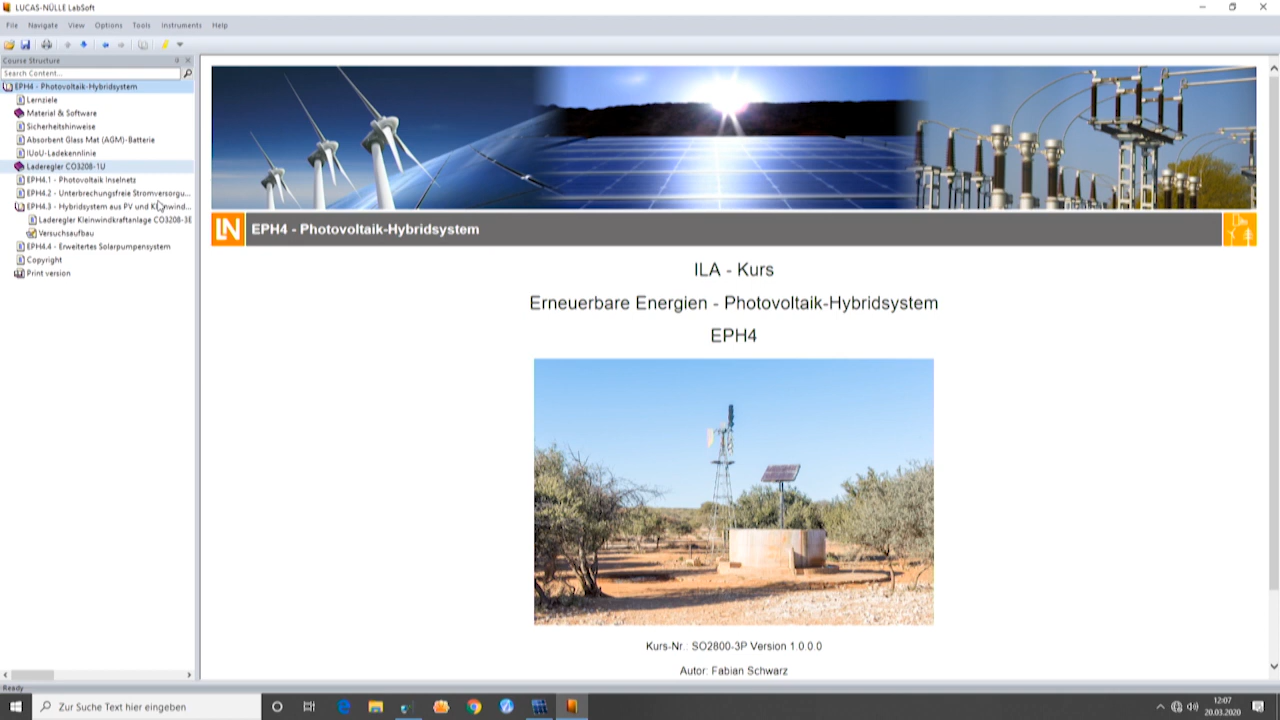 LUCAS-NÜLLE LabSoft
File Navigate View Options Tools Instruments Help
Course Structure
Search Content...
EPH4 - Photovoltaik-Hybridsystem
Lernziele
Material & Software
Sicherheitshinweise
Absorbent Glass Mat (AGM)-Batterie
IUoU-Ladekennlinie
Laderegler CO3208-1U
EPH4.1 - Photovoltaik Inselnetz
EPH4.2 - Unterbrechungsfreie Stromversorgu...
EPH4.3 - Hybridsystem aus PV und Kleinwind...
Laderegler Kleinwindkraftanlage CO3208-3E
Versuchsaufbau
EPH4.4 - Erweitertes Solarpumpensystem
Copyright
Print version
LN EPH4 - Photovoltaik-Hybridsystem
ILA - Kurs
Erneuerbare Energien - Photovoltaik-Hybridsystem
EPH4
Kurs-Nr.: SO2800-3P Version 1.0.0.0
Autor: Fabian Schwarz
Ready
Zur Suche Text hier eingeben
12:07
20.03.2020